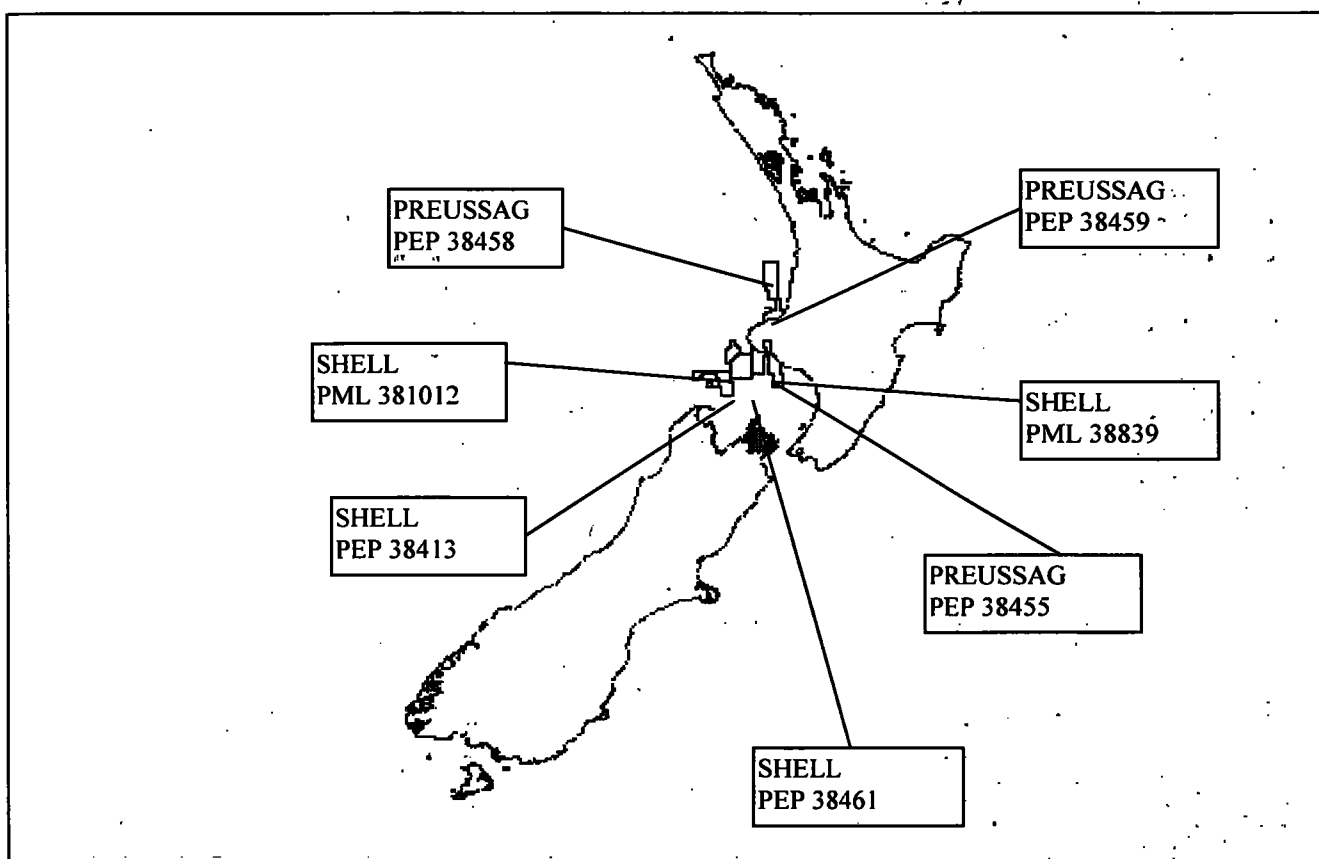 PREUSSAG
PEP 38458
PREUSSAG
PEP 38459
SHELL
PML 381012
SHELL
PML 38839
SHELL
PEP 38413
PREUSSAG
PEP 38455
SHELL
PEP 38461